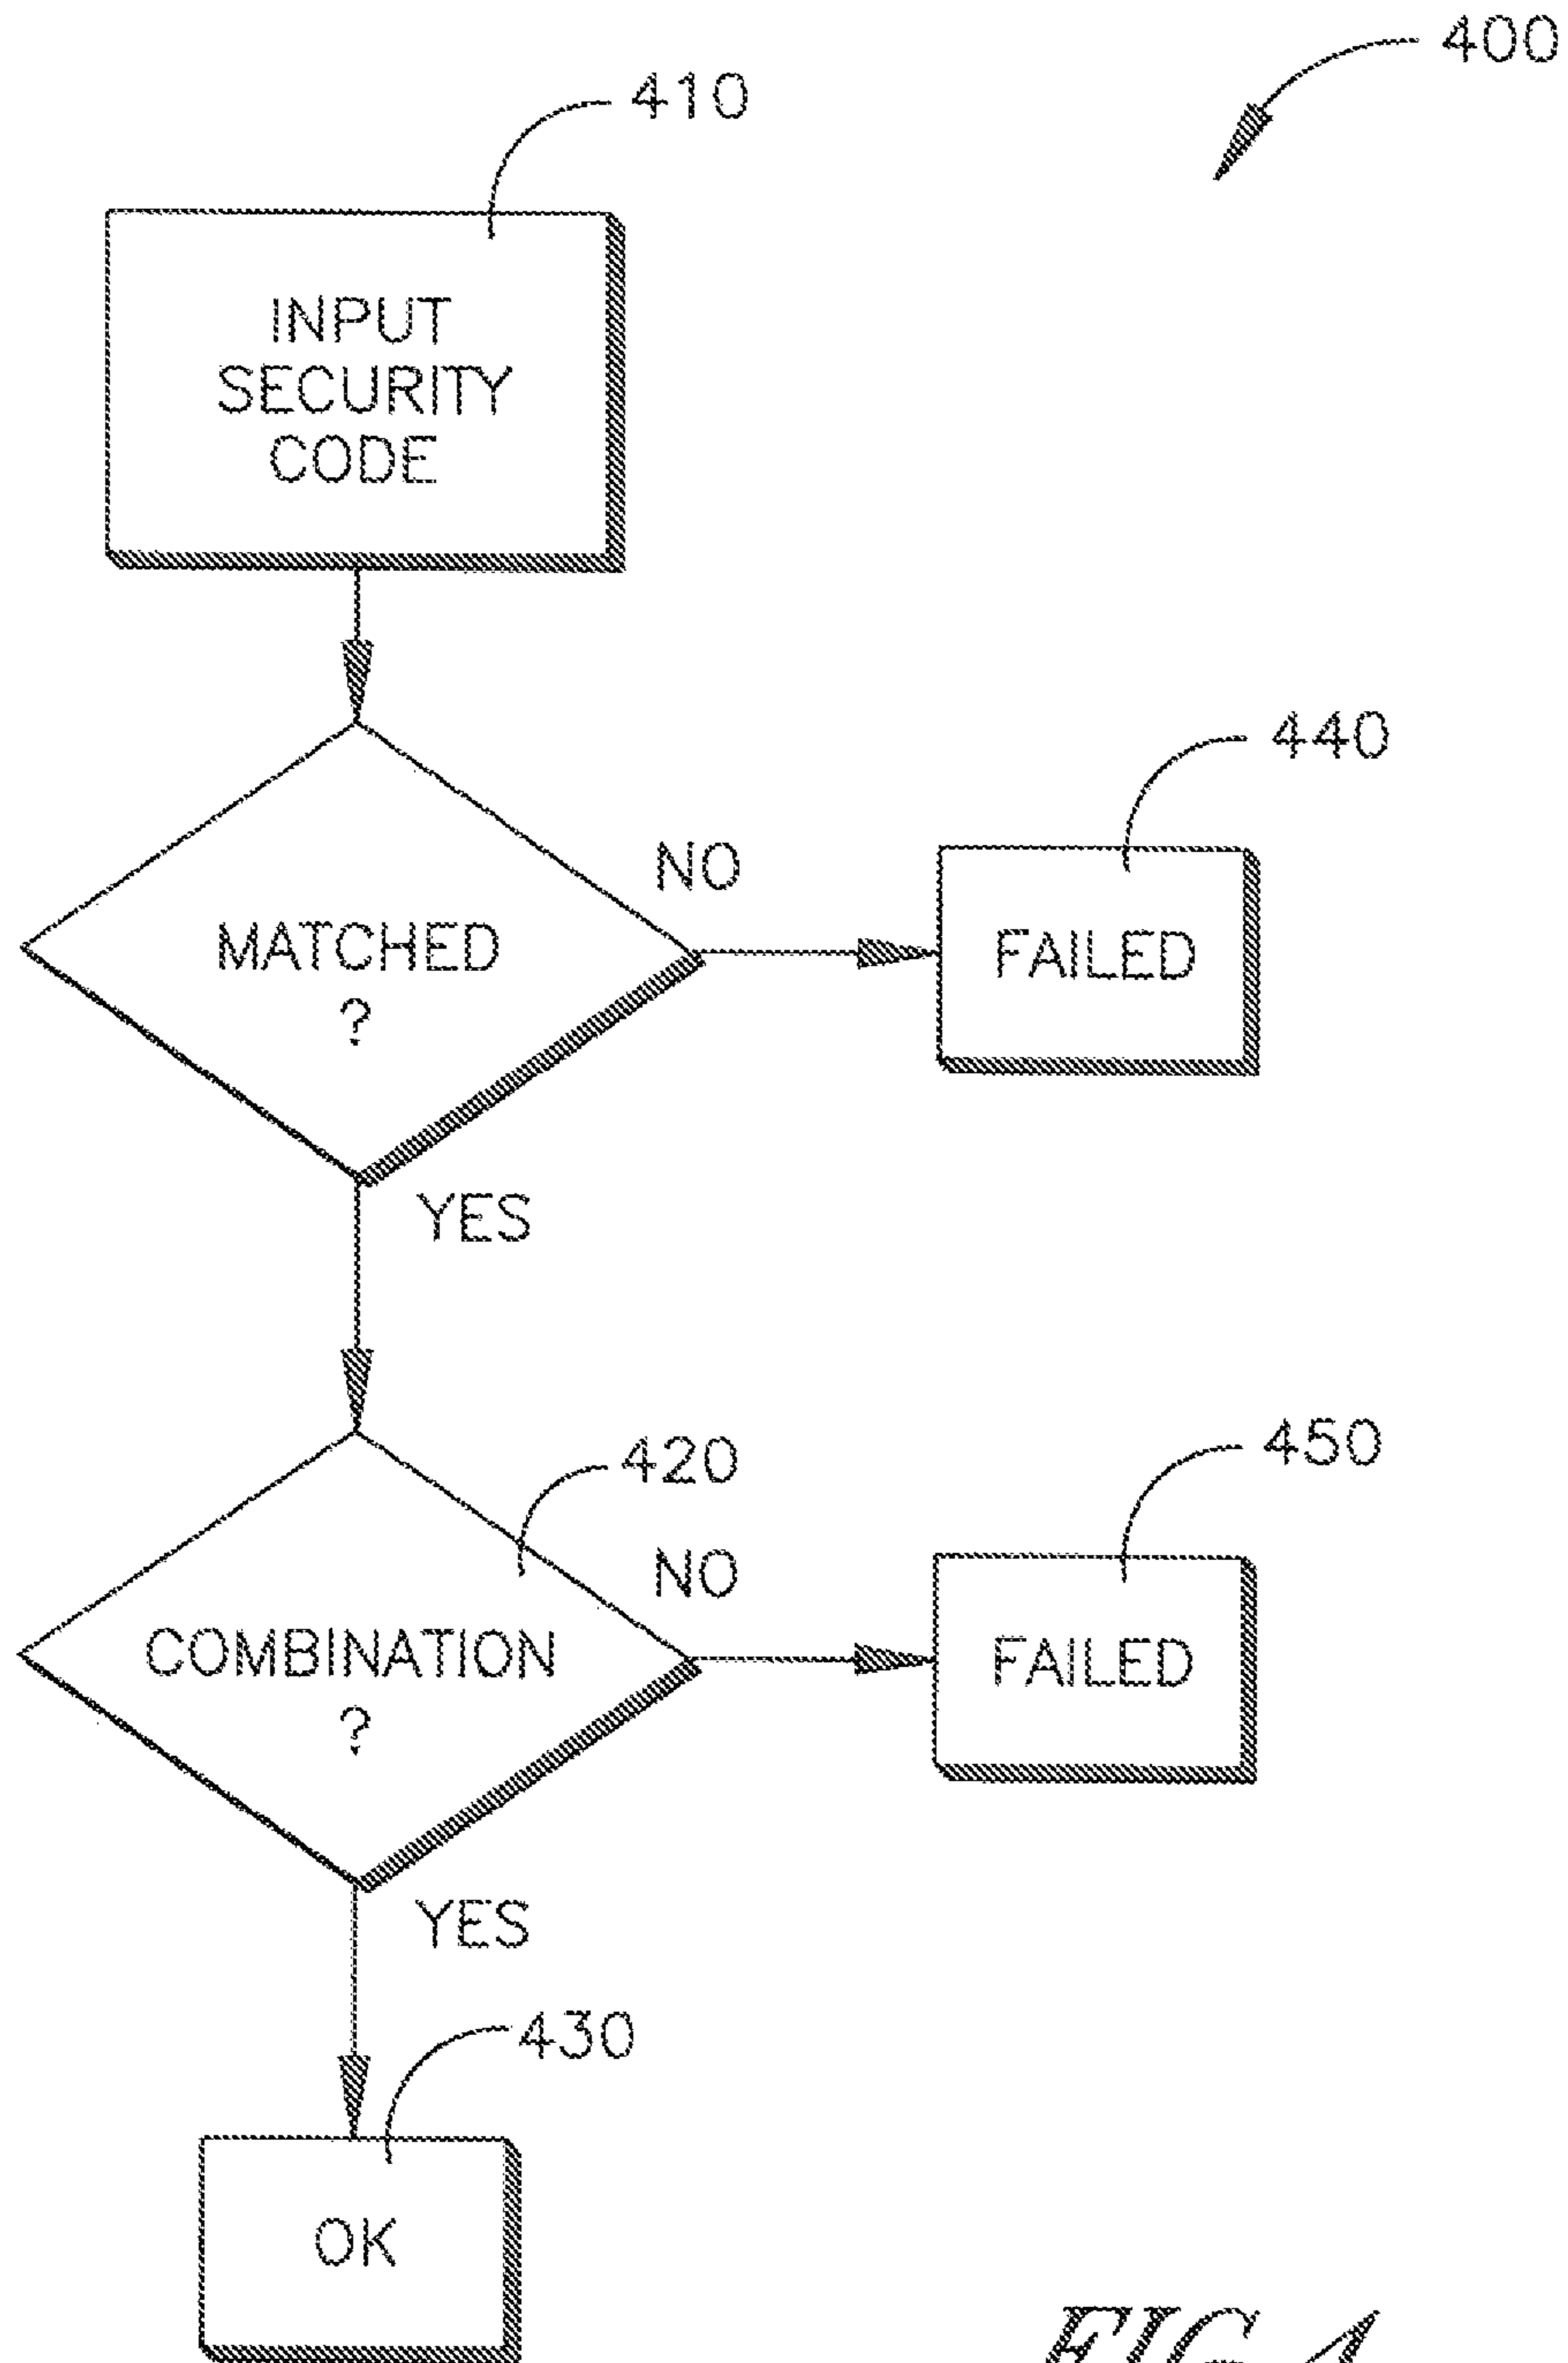 400
410
INPUT
SECURITY
CODE
440
NO
MATCHED
?
FAILED
YES
420
450
NO
COMBINATION
?
FAILED
YES
430
OK
FIG. 4